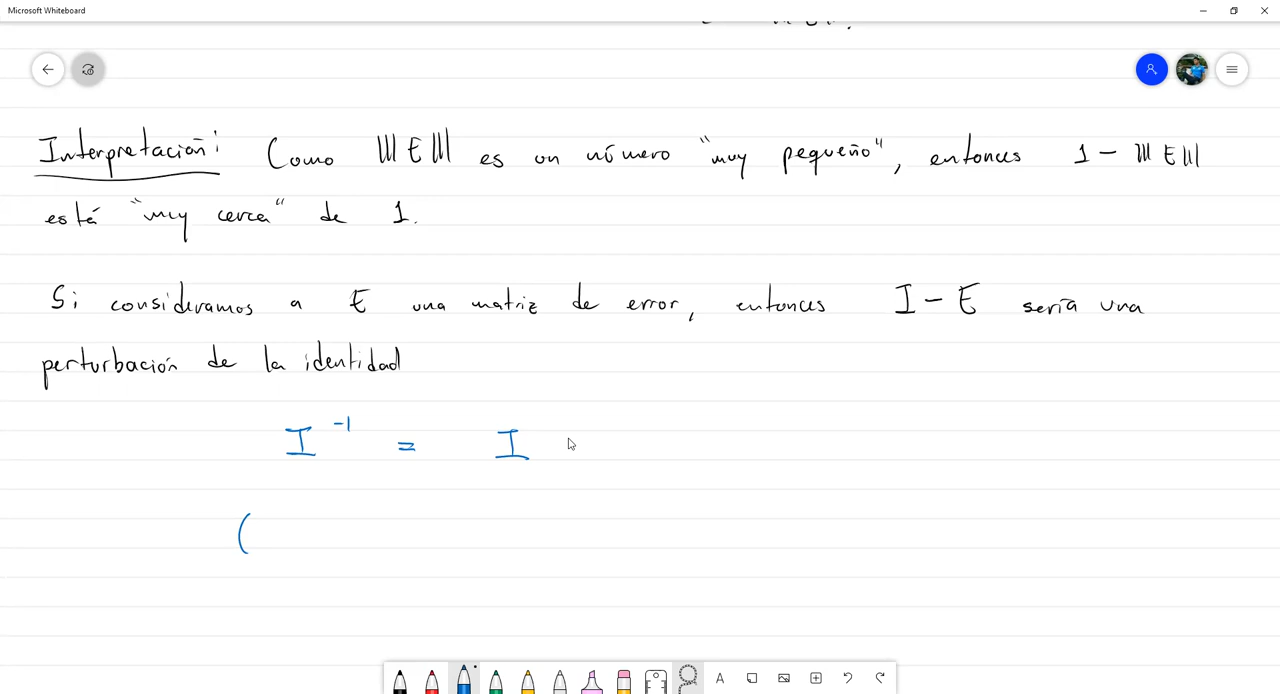 Microsoft Whiteboard
Interpretación: Como |||E||| es un número "muy pequeño", entonces 1 - |||E|||
está "muy cerca" de 1.
Si consideramos a E una matriz de error, entonces I - E sería una
perturbación de la identidad
I⁻¹ = I
(
A